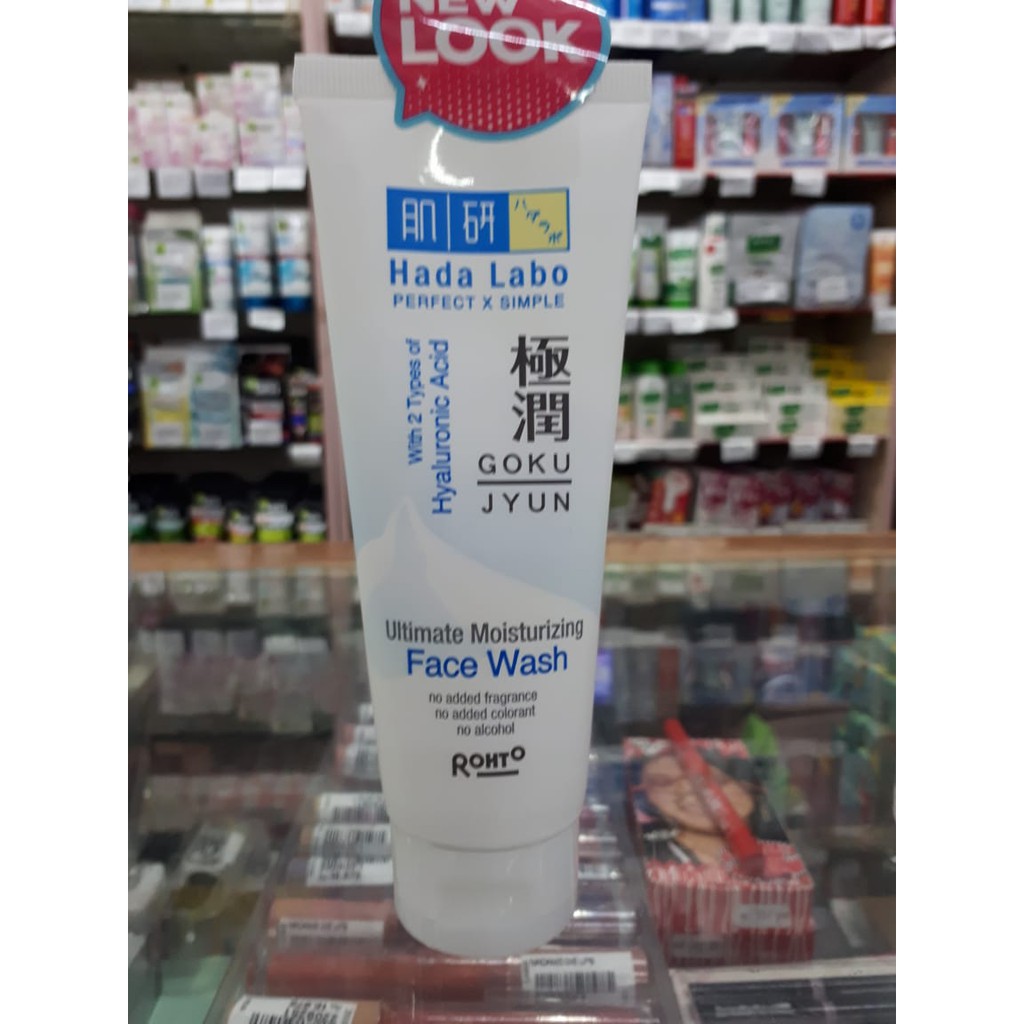 NEW
LOOK
肌研
ハダラボ
Hada Labo
PERFECT X SIMPLE
With 2 Types of
Hyaluronic Acid
極潤
GOKU
JYUN
Ultimate Moisturizing
Face Wash
no added fragrance
no added colorant
no alcohol
ROHTO